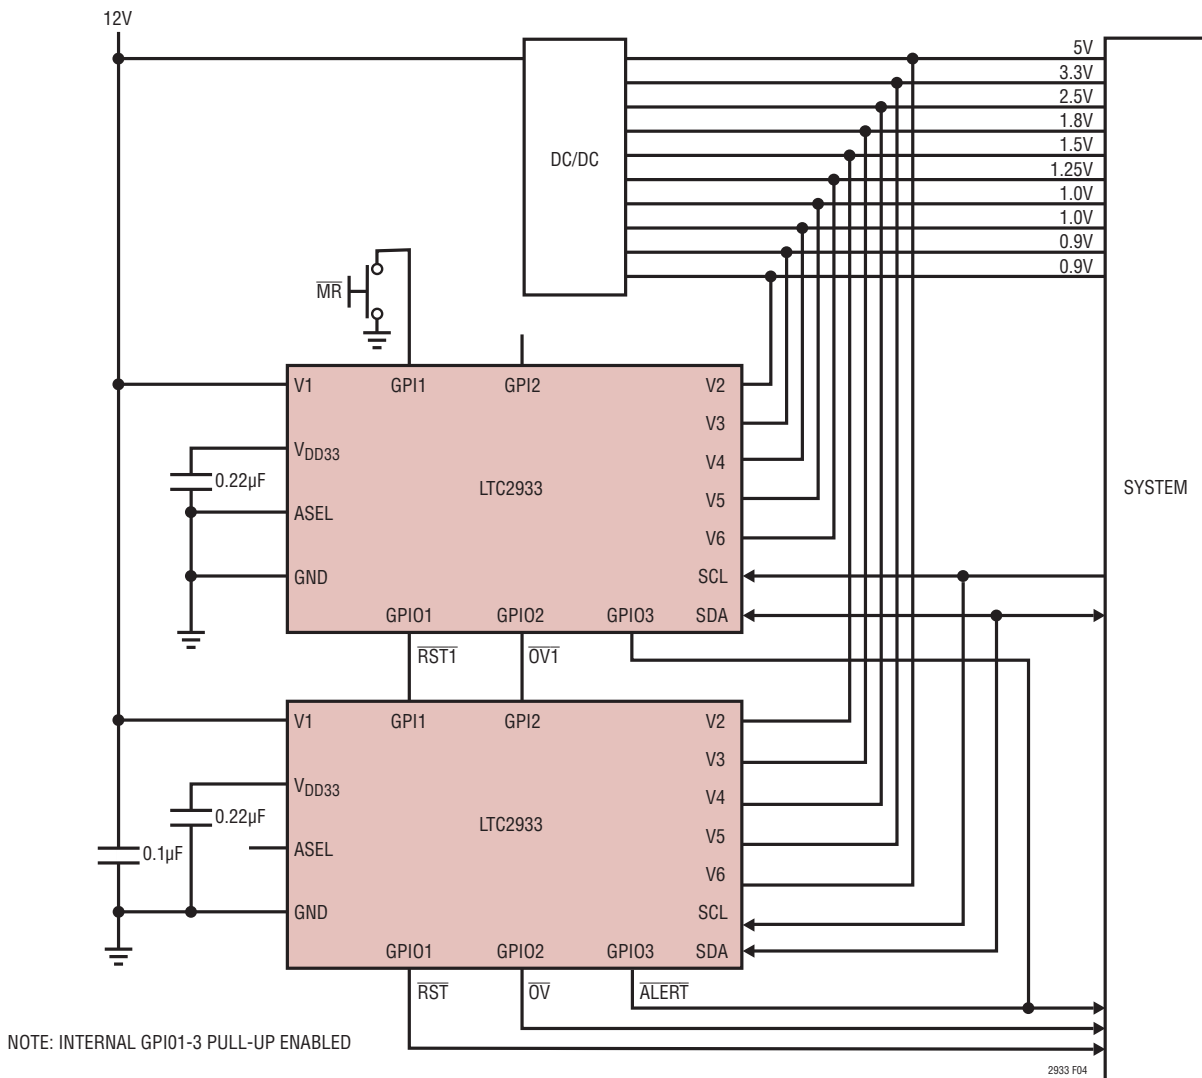 12V
5V
3.3V
2.5V
1.8V
DC/DC
1.5V
1.25V
1.0V
1.0V
0.9V
0.9V
MR
V1
GPI1
GPI2
V2
V3
VDD33
V4
0.22µF
LTC2933
SYSTEM
V5
ASEL
V6
GND
SCL
GPIO1
GPIO2
GPIO3
SDA
RST1
OV1
V1
GPI1
GPI2
V2
V3
VDD33
V4
0.22µF
LTC2933
V5
0.1µF
ASEL
V6
GND
SCL
GPIO1
GPIO2
GPIO3
SDA
RST
OV
ALERT
NOTE: INTERNAL GPI01-3 PULL-UP ENABLED
2933 F04